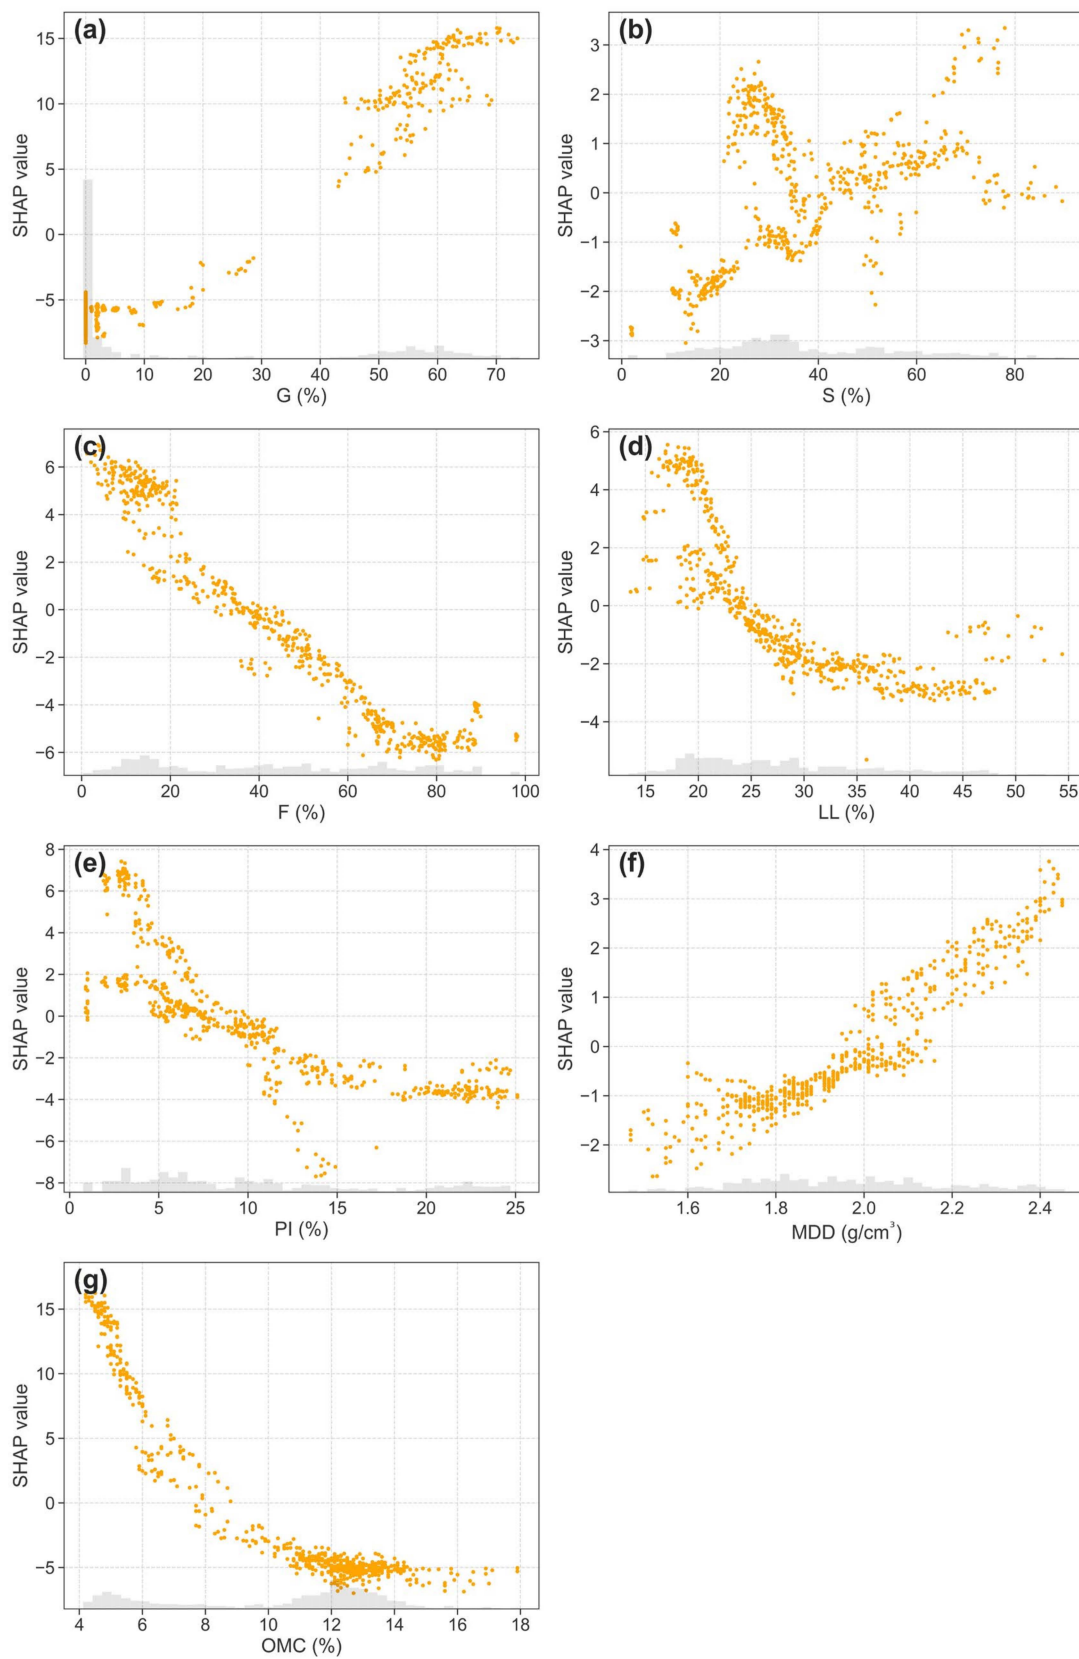 (a)
SHAP value
15
10
5
0
−5
0 10 20 30 40 50 60 70
G (%)
(b)
SHAP value
3
2
1
0
−1
−2
−3
0 20 40 60 80
S (%)
(c)
SHAP value
6
4
2
0
−2
−4
−6
0 20 40 60 80 100
F (%)
(d)
SHAP value
6
4
2
0
−2
−4
15 20 25 30 35 40 45 50 55
LL (%)
(e)
SHAP value
8
6
4
2
0
−2
−4
−6
−8
0 5 10 15 20 25
PI (%)
(f)
SHAP value
4
3
2
1
0
−1
−2
1.6 1.8 2.0 2.2 2.4
MDD (g/cm³)
(g)
SHAP value
15
10
5
0
−5
4 6 8 10 12 14 16 18
OMC (%)